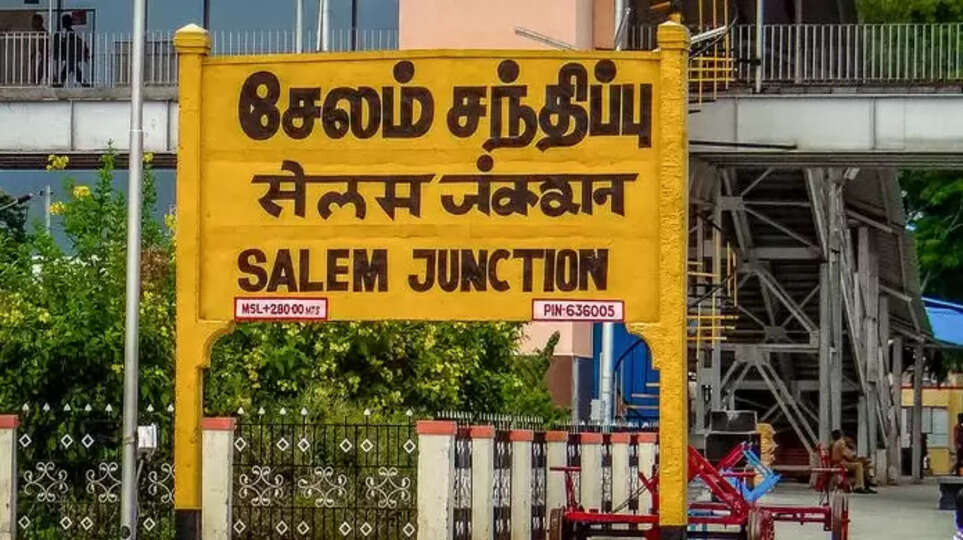 சேலம் சந்திப்பு
सेलम जंक्शन
SALEM JUNCTION
MSL+280·00 MTS PIN-636005